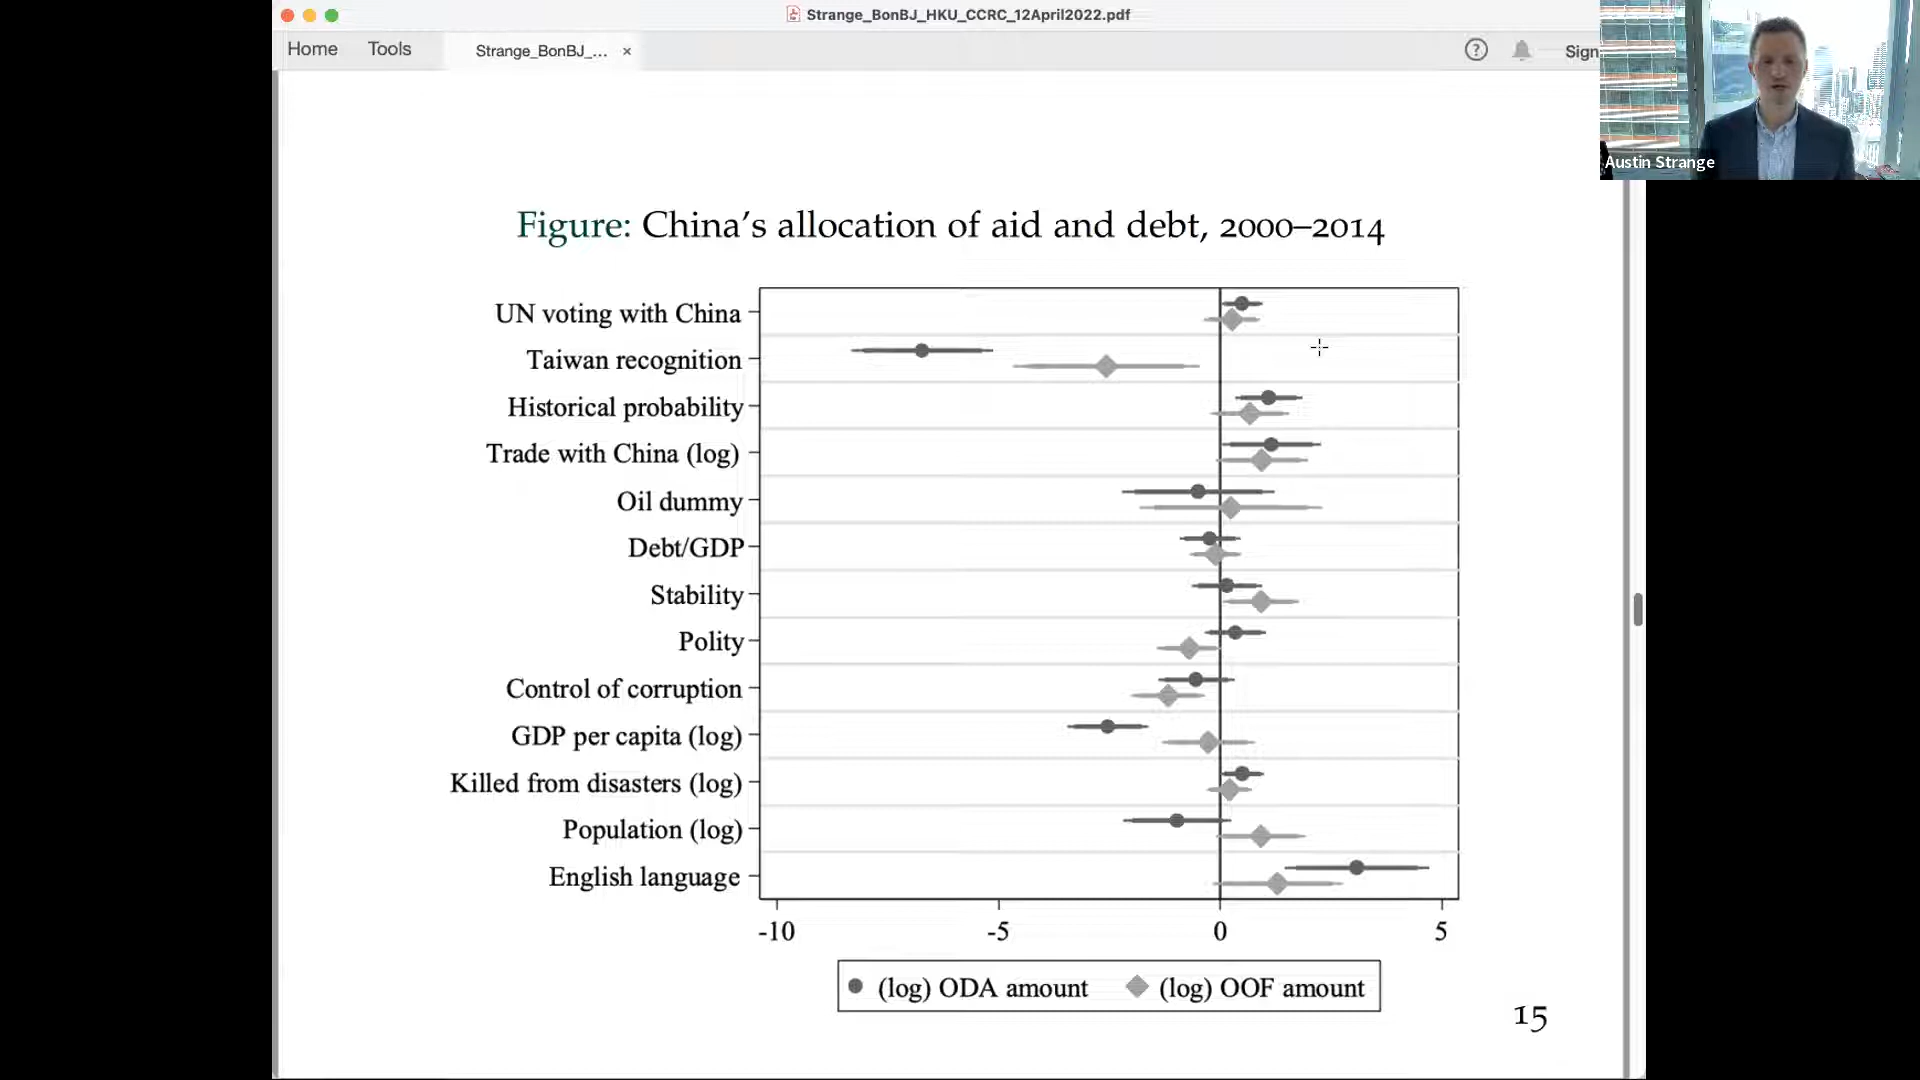 Strange_BonBJ_HKU_CCRC_12April2022.pdf
Home Tools Strange_BonBJ_... × ? Sign
Austin Strange
Figure: China's allocation of aid and debt, 2000–2014
UN voting with China
Taiwan recognition
Historical probability
Trade with China (log)
Oil dummy
Debt/GDP
Stability
Polity
Control of corruption
GDP per capita (log)
Killed from disasters (log)
Population (log)
English language
-10 -5 0 5
(log) ODA amount (log) OOF amount
15